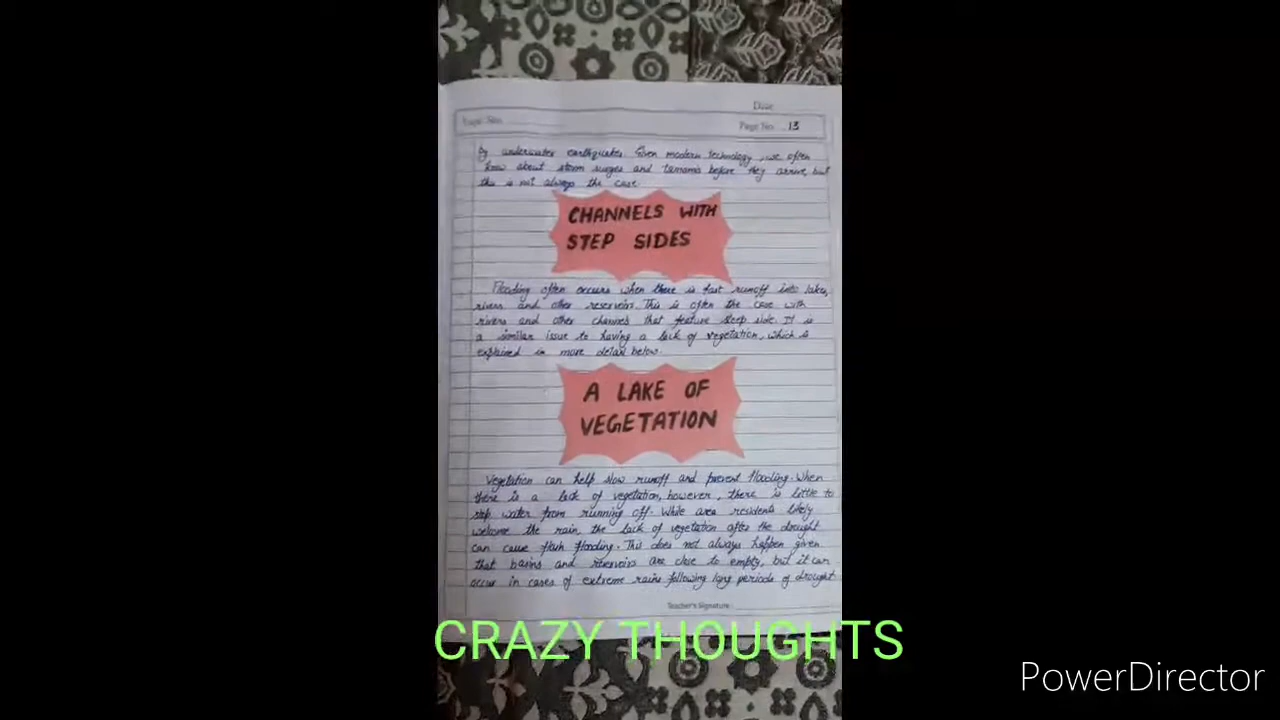 Date
Page No. 13
by underwater earthquakes. Given modern technology, we often
know about storm surges and before they arrive, but
this is not always the case
CHANNELS WITH
STEP SIDES
Flooding often occurs when there is fast runoff into lakes,
rivers and other reservoirs. This is often the case with
rivers and other channels that feature steep side. It is
a similar issue to having a lack of vegetation, which is
explained in more detail below.
A LAKE OF
VEGETATION
Vegetation can help slow runoff and prevent flooding. When
there is a lack of vegetation, however, there is little to
stop water from running off. While area residents likely
welcome the rain, the lack of vegetation after the drought
can cause flash flooding. This does not always happen given
that basins and reservoirs are close to empty, but it can
occur in cases of extreme rains following long periods of drought
Teacher's Signature
CRAZY THOUGHTS
PowerDirector